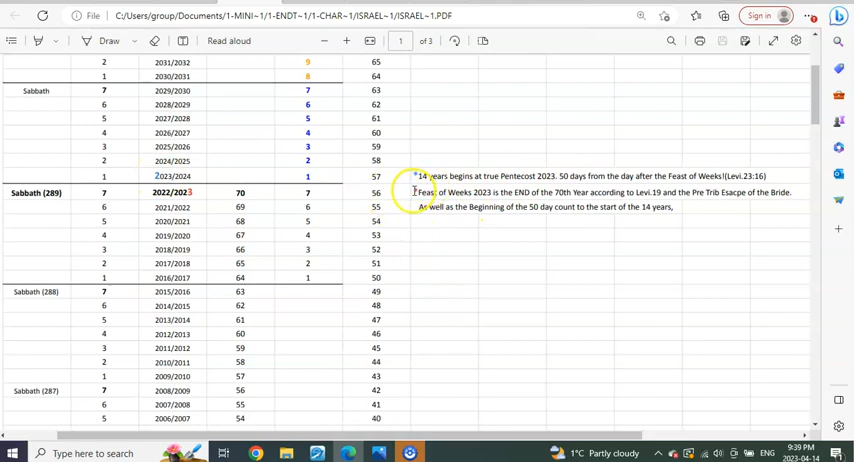 File
C:/Users/group/Documents/1-MINI~1/1-ENDT~1/1-CHAR~1/ISRAEL~1/ISRAEL~1.PDF
Sign in
Draw Read aloud 1 of 3
2 2031/2032 9 65
1 2030/2031 8 64
Sabbath 7 2029/2030 7 63
6 2028/2029 6 62
5 2027/2028 5 61
4 2026/2027 4 60
3 2025/2026 3 59
2 2024/2025 2 58
1 2023/2024 1 57 *14 years begins at true Pentecost 2023. 50 days from the day after the Feast of Weeks!(Levi.23:16)
Sabbath (289) 7 2022/2023 70 7 56 *Feast of Weeks 2023 is the END of the 70th Year according to Levi.19 and the Pre Trib Esacpe of the Bride.
6 2021/2022 69 6 55 As well as the Beginning of the 50 day count to the start of the 14 years,
5 2020/2021 68 5 54
4 2019/2020 67 4 53
3 2018/2019 66 3 52
2 2017/2018 65 2 51
1 2016/2017 64 1 50
Sabbath (288) 7 2015/2016 63 49
6 2014/2015 62 48
5 2013/2014 61 47
4 2012/2013 60 46
3 2011/2012 59 45
2 2010/2011 58 44
1 2009/2010 57 43
Sabbath (287) 7 2008/2009 56 42
6 2007/2008 55 41
5 2006/2007 54 40
Type here to search
1°C Partly cloudy
ENG
9:39 PM
2023-04-14